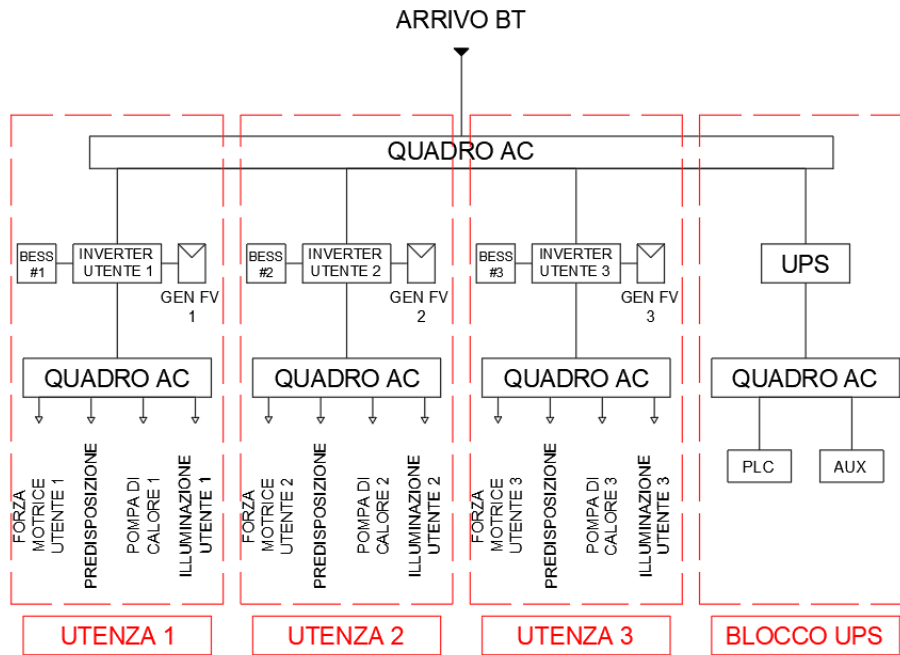 ARRIVO BT
QUADRO AC
BESS
#1
INVERTER
UTENTE 1
GEN FV
1
BESS
#2
INVERTER
UTENTE 2
GEN FV
2
BESS
#3
INVERTER
UTENTE 3
GEN FV
3
UPS
QUADRO AC
QUADRO AC
QUADRO AC
QUADRO AC
FORZA
MOTRICE
UTENTE 1
PREDISPOSIZIONE
POMPA DI
CALORE 1
ILLUMINAZIONE
UTENTE 1
FORZA
MOTRICE
UTENTE 2
PREDISPOSIZIONE
POMPA DI
CALORE 2
ILLUMINAZIONE
UTENTE 2
FORZA
MOTRICE
UTENTE 3
PREDISPOSIZIONE
POMPA DI
CALORE 3
ILLUMINAZIONE
UTENTE 3
PLC
AUX
UTENZA 1
UTENZA 2
UTENZA 3
BLOCCO UPS